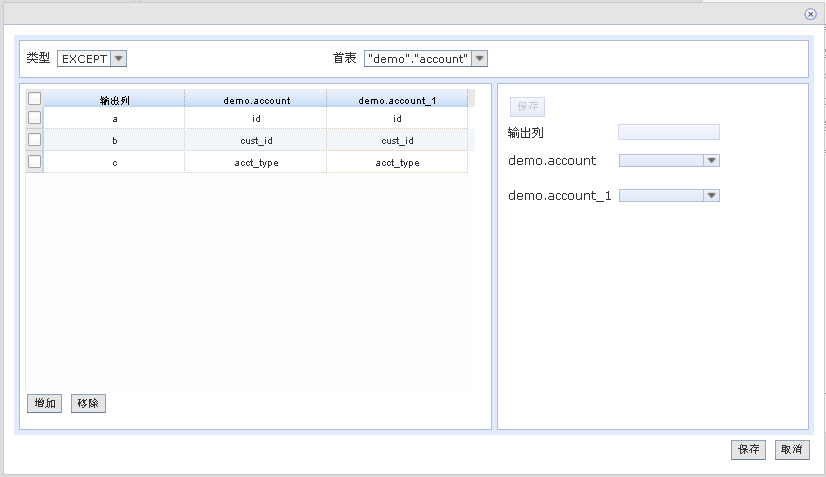 类型 EXCEPT 首表 "demo"."account"
输出列 demo.account demo.account_1
a id id
b cust_id cust_id
c acct_type acct_type
增加 移除
保存
输出列
demo.account
demo.account_1
保存 取消